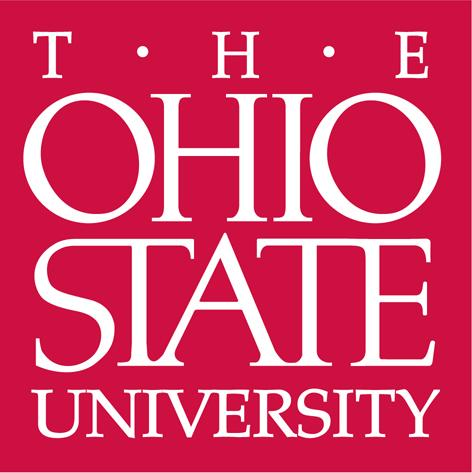 T · H · E
OHIO
STATE
UNIVERSITY